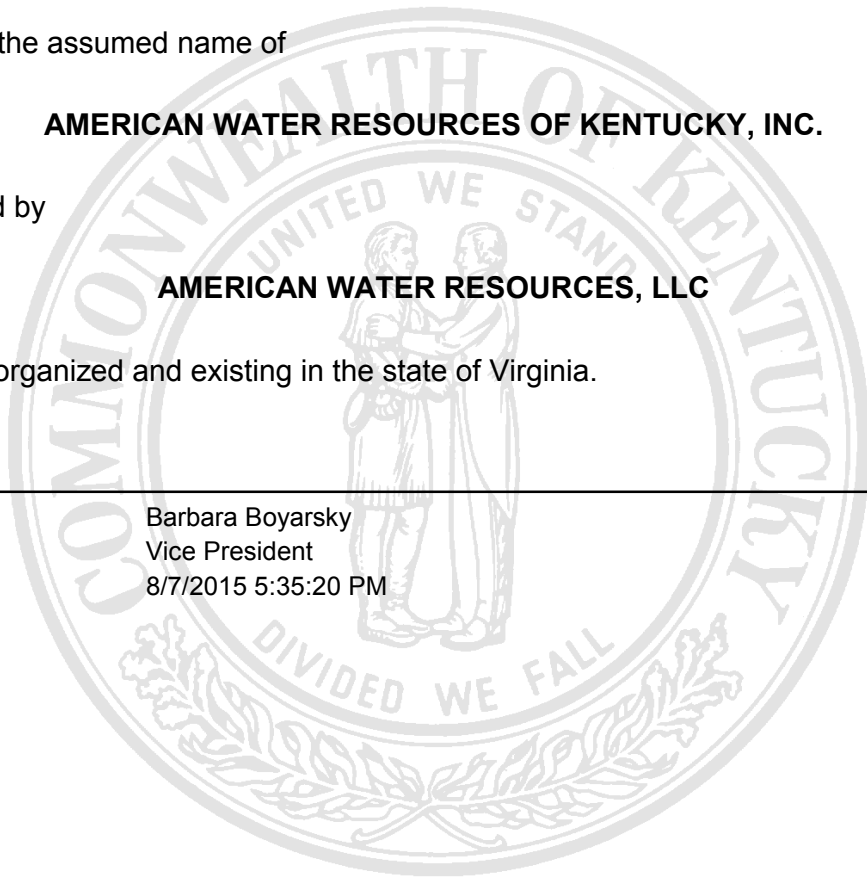 the assumed name of
AMERICAN WATER RESOURCES OF KENTUCKY, INC.
d by
AMERICAN WATER RESOURCES, LLC
organized and existing in the state of Virginia.
Barbara Boyarsky
Vice President
8/7/2015 5:35:20 PM
COMMONWEALTH OF KENTUCKY
UNITED WE STAND
DIVIDED WE FALL